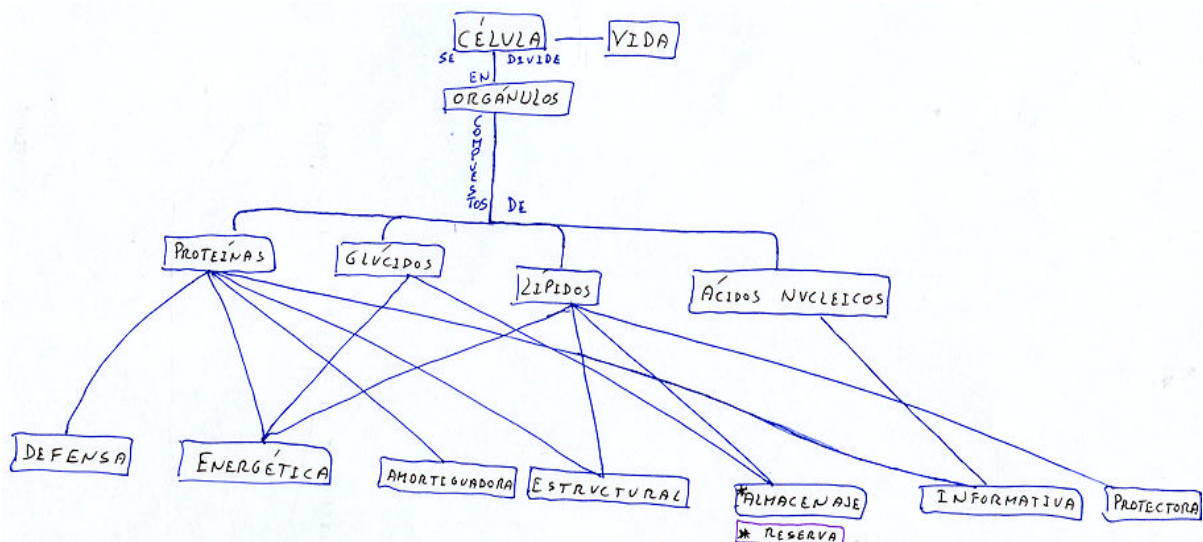 CÉLULA VIDA
SE DIVIDE
EN
ORGÁNULOS
COMPUESTOS DE
PROTEÍNAS GLÚCIDOS
LÍPIDOS ÁCIDOS NUCLEICOS
DEFENSA ENERGÉTICA AMORTIGUADORA ESTRUCTURAL *ALMACENAJE INFORMATIVA PROTECTORA
* RESERVA